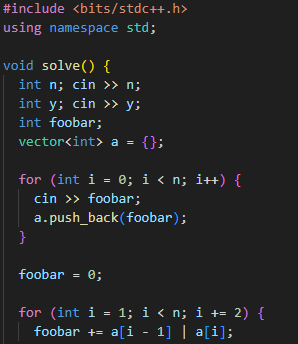 #include <bits/stdc++.h>
using namespace std;

void solve() {
  int n; cin >> n;
  int y; cin >> y;
  int foobar;
  vector<int> a = {};

  for (int i = 0; i < n; i++) {
    cin >> foobar;
    a.push_back(foobar);
  }

  foobar = 0;

  for (int i = 1; i < n; i += 2) {
    foobar += a[i - 1] | a[i];